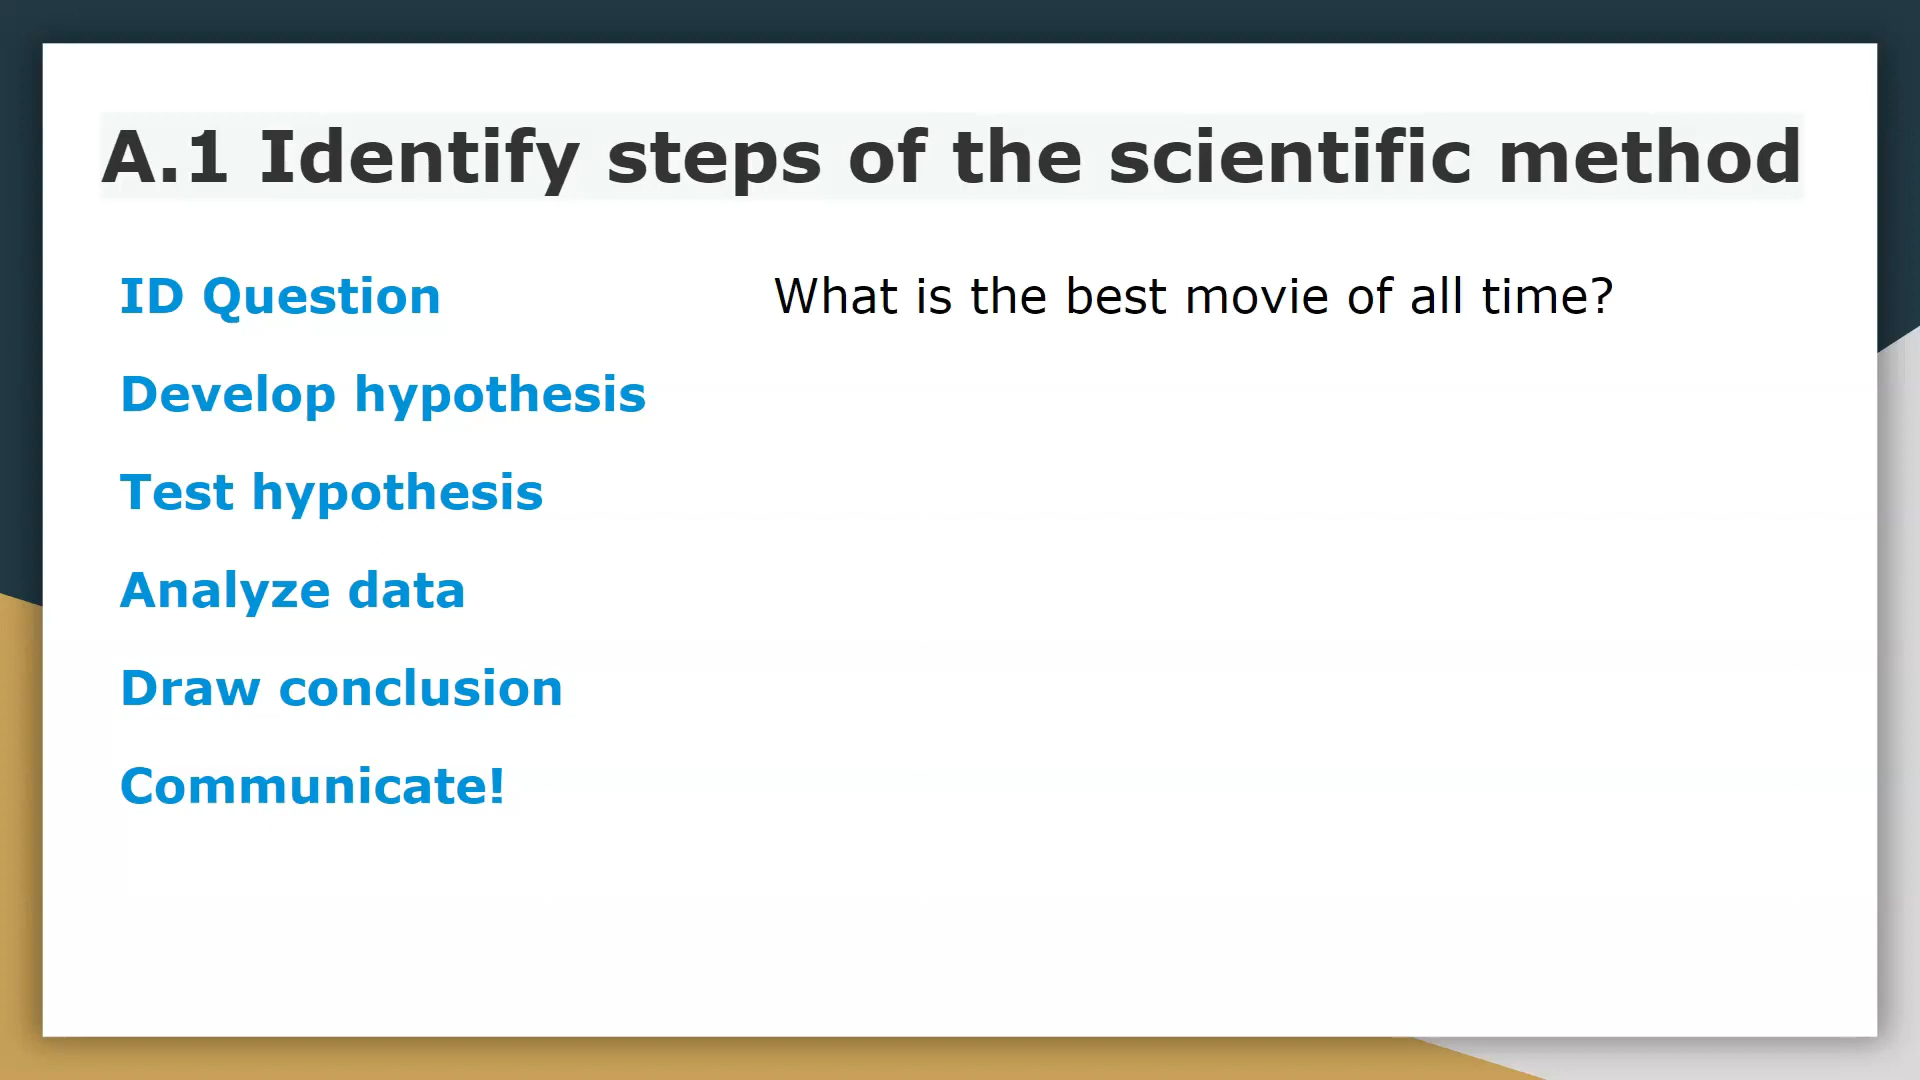 A.1 Identify steps of the scientific method
ID Question
What is the best movie of all time?
Develop hypothesis
Test hypothesis
Analyze data
Draw conclusion
Communicate!